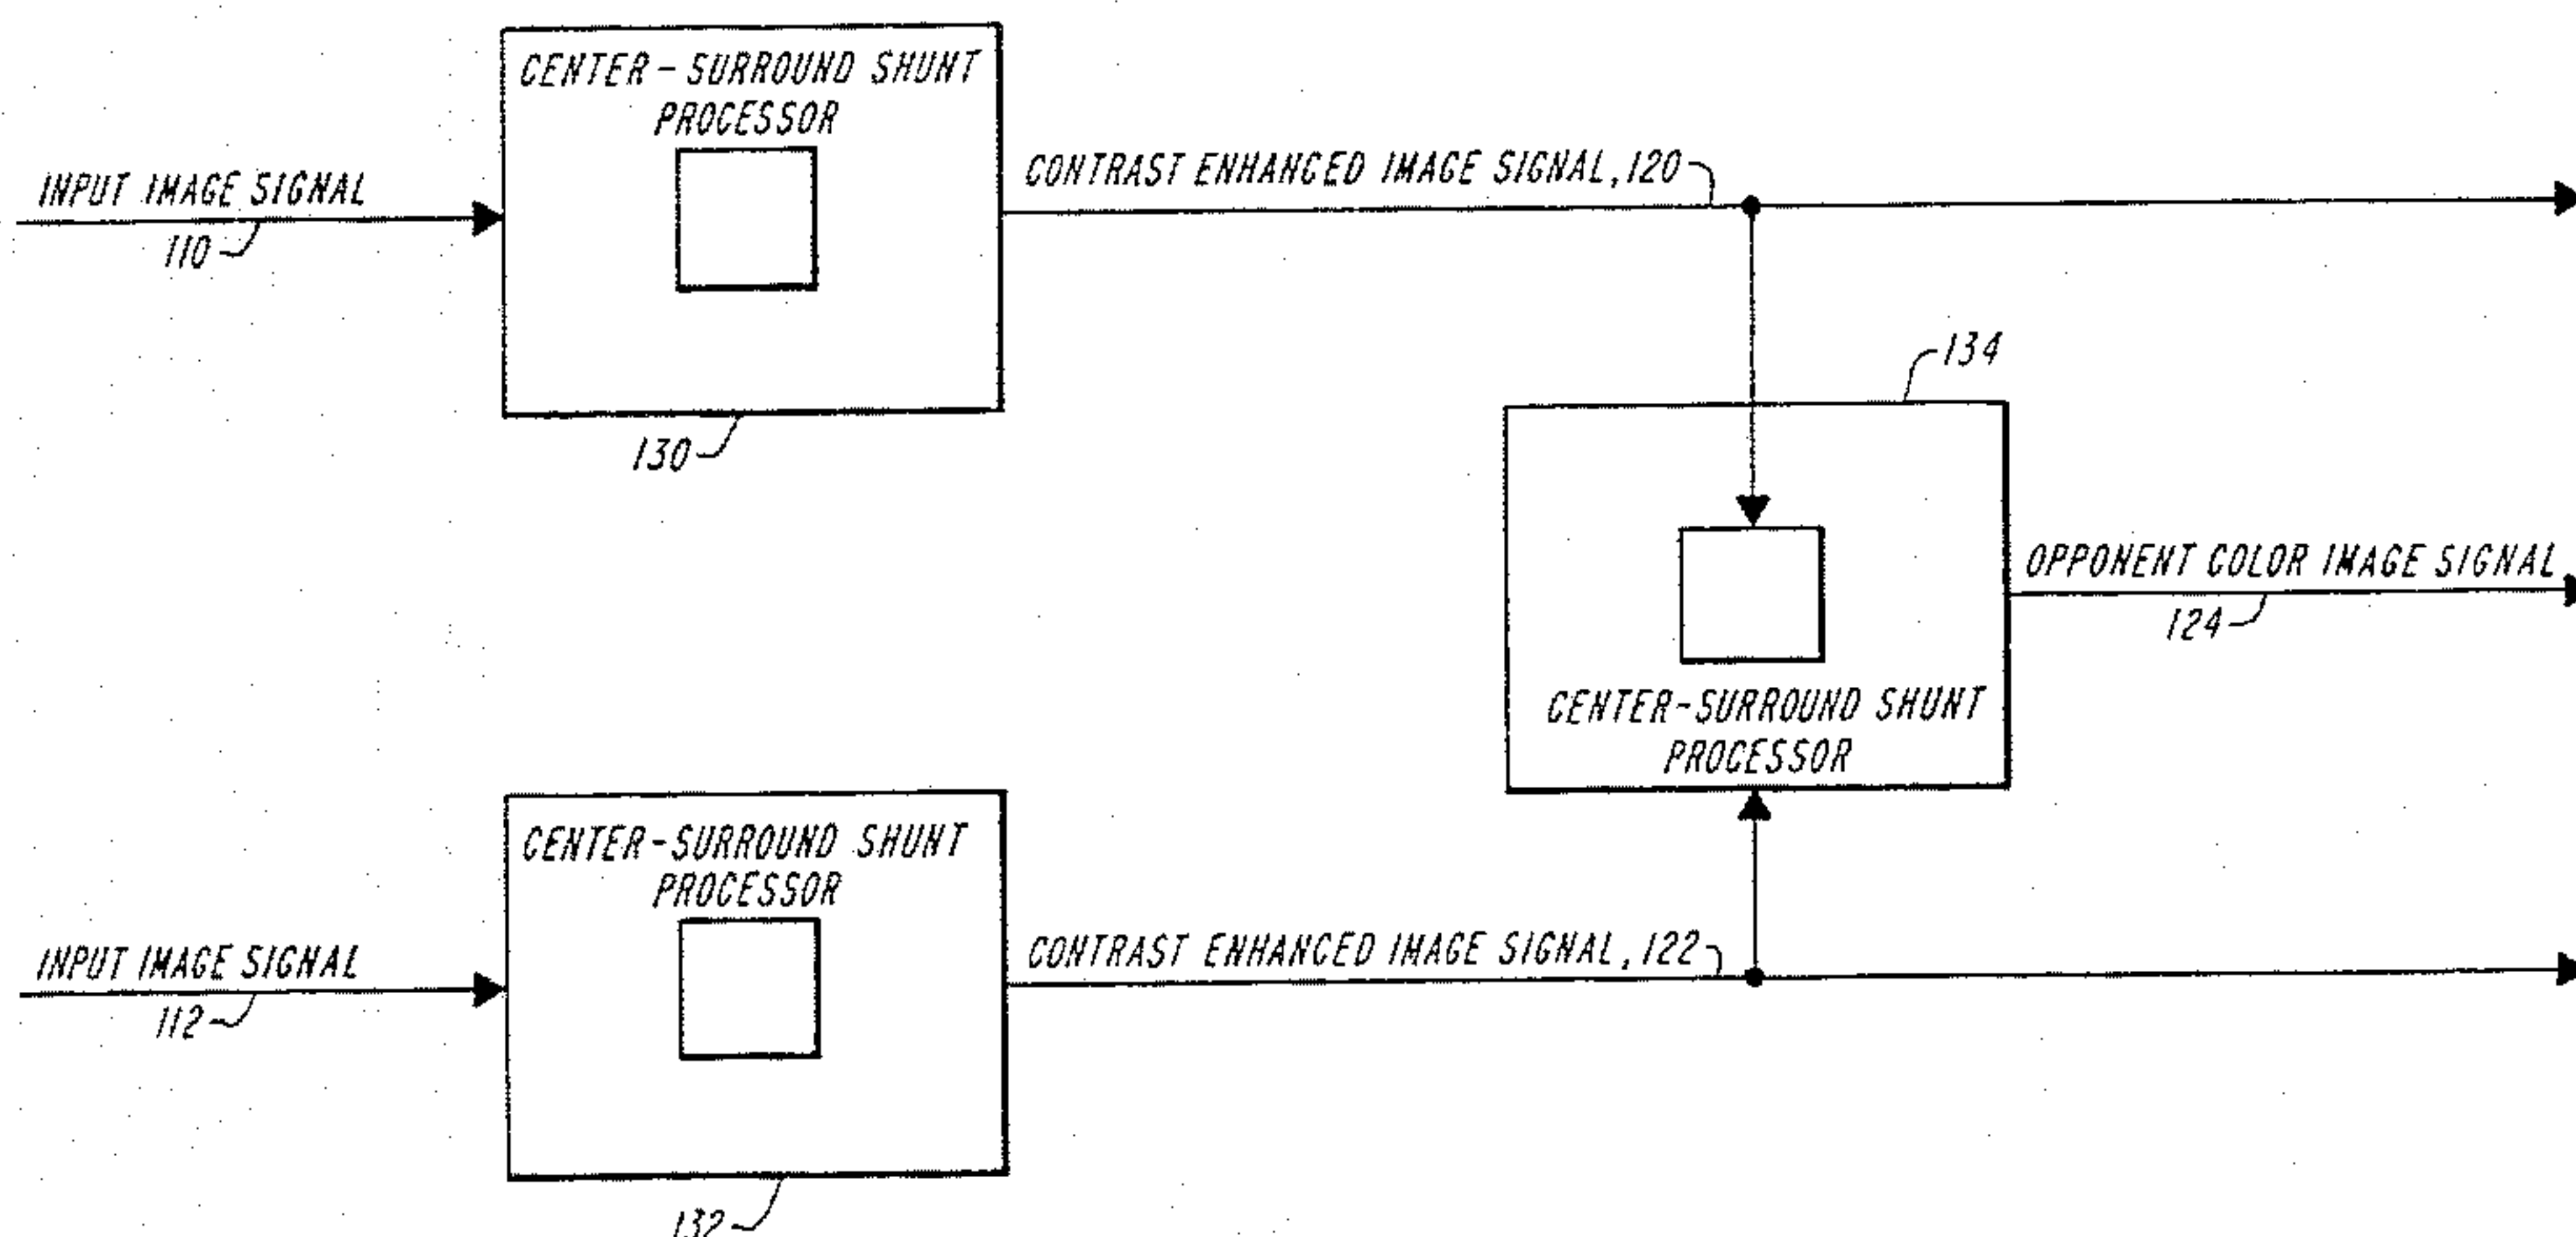 CENTER-SURROUND SHUNT
PROCESSOR
INPUT IMAGE SIGNAL
110
130
CONTRAST ENHANCED IMAGE SIGNAL, 120
134
CENTER-SURROUND SHUNT
PROCESSOR
OPPONENT COLOR IMAGE SIGNAL
124
CENTER-SURROUND SHUNT
PROCESSOR
INPUT IMAGE SIGNAL
112
132
CONTRAST ENHANCED IMAGE SIGNAL, 122